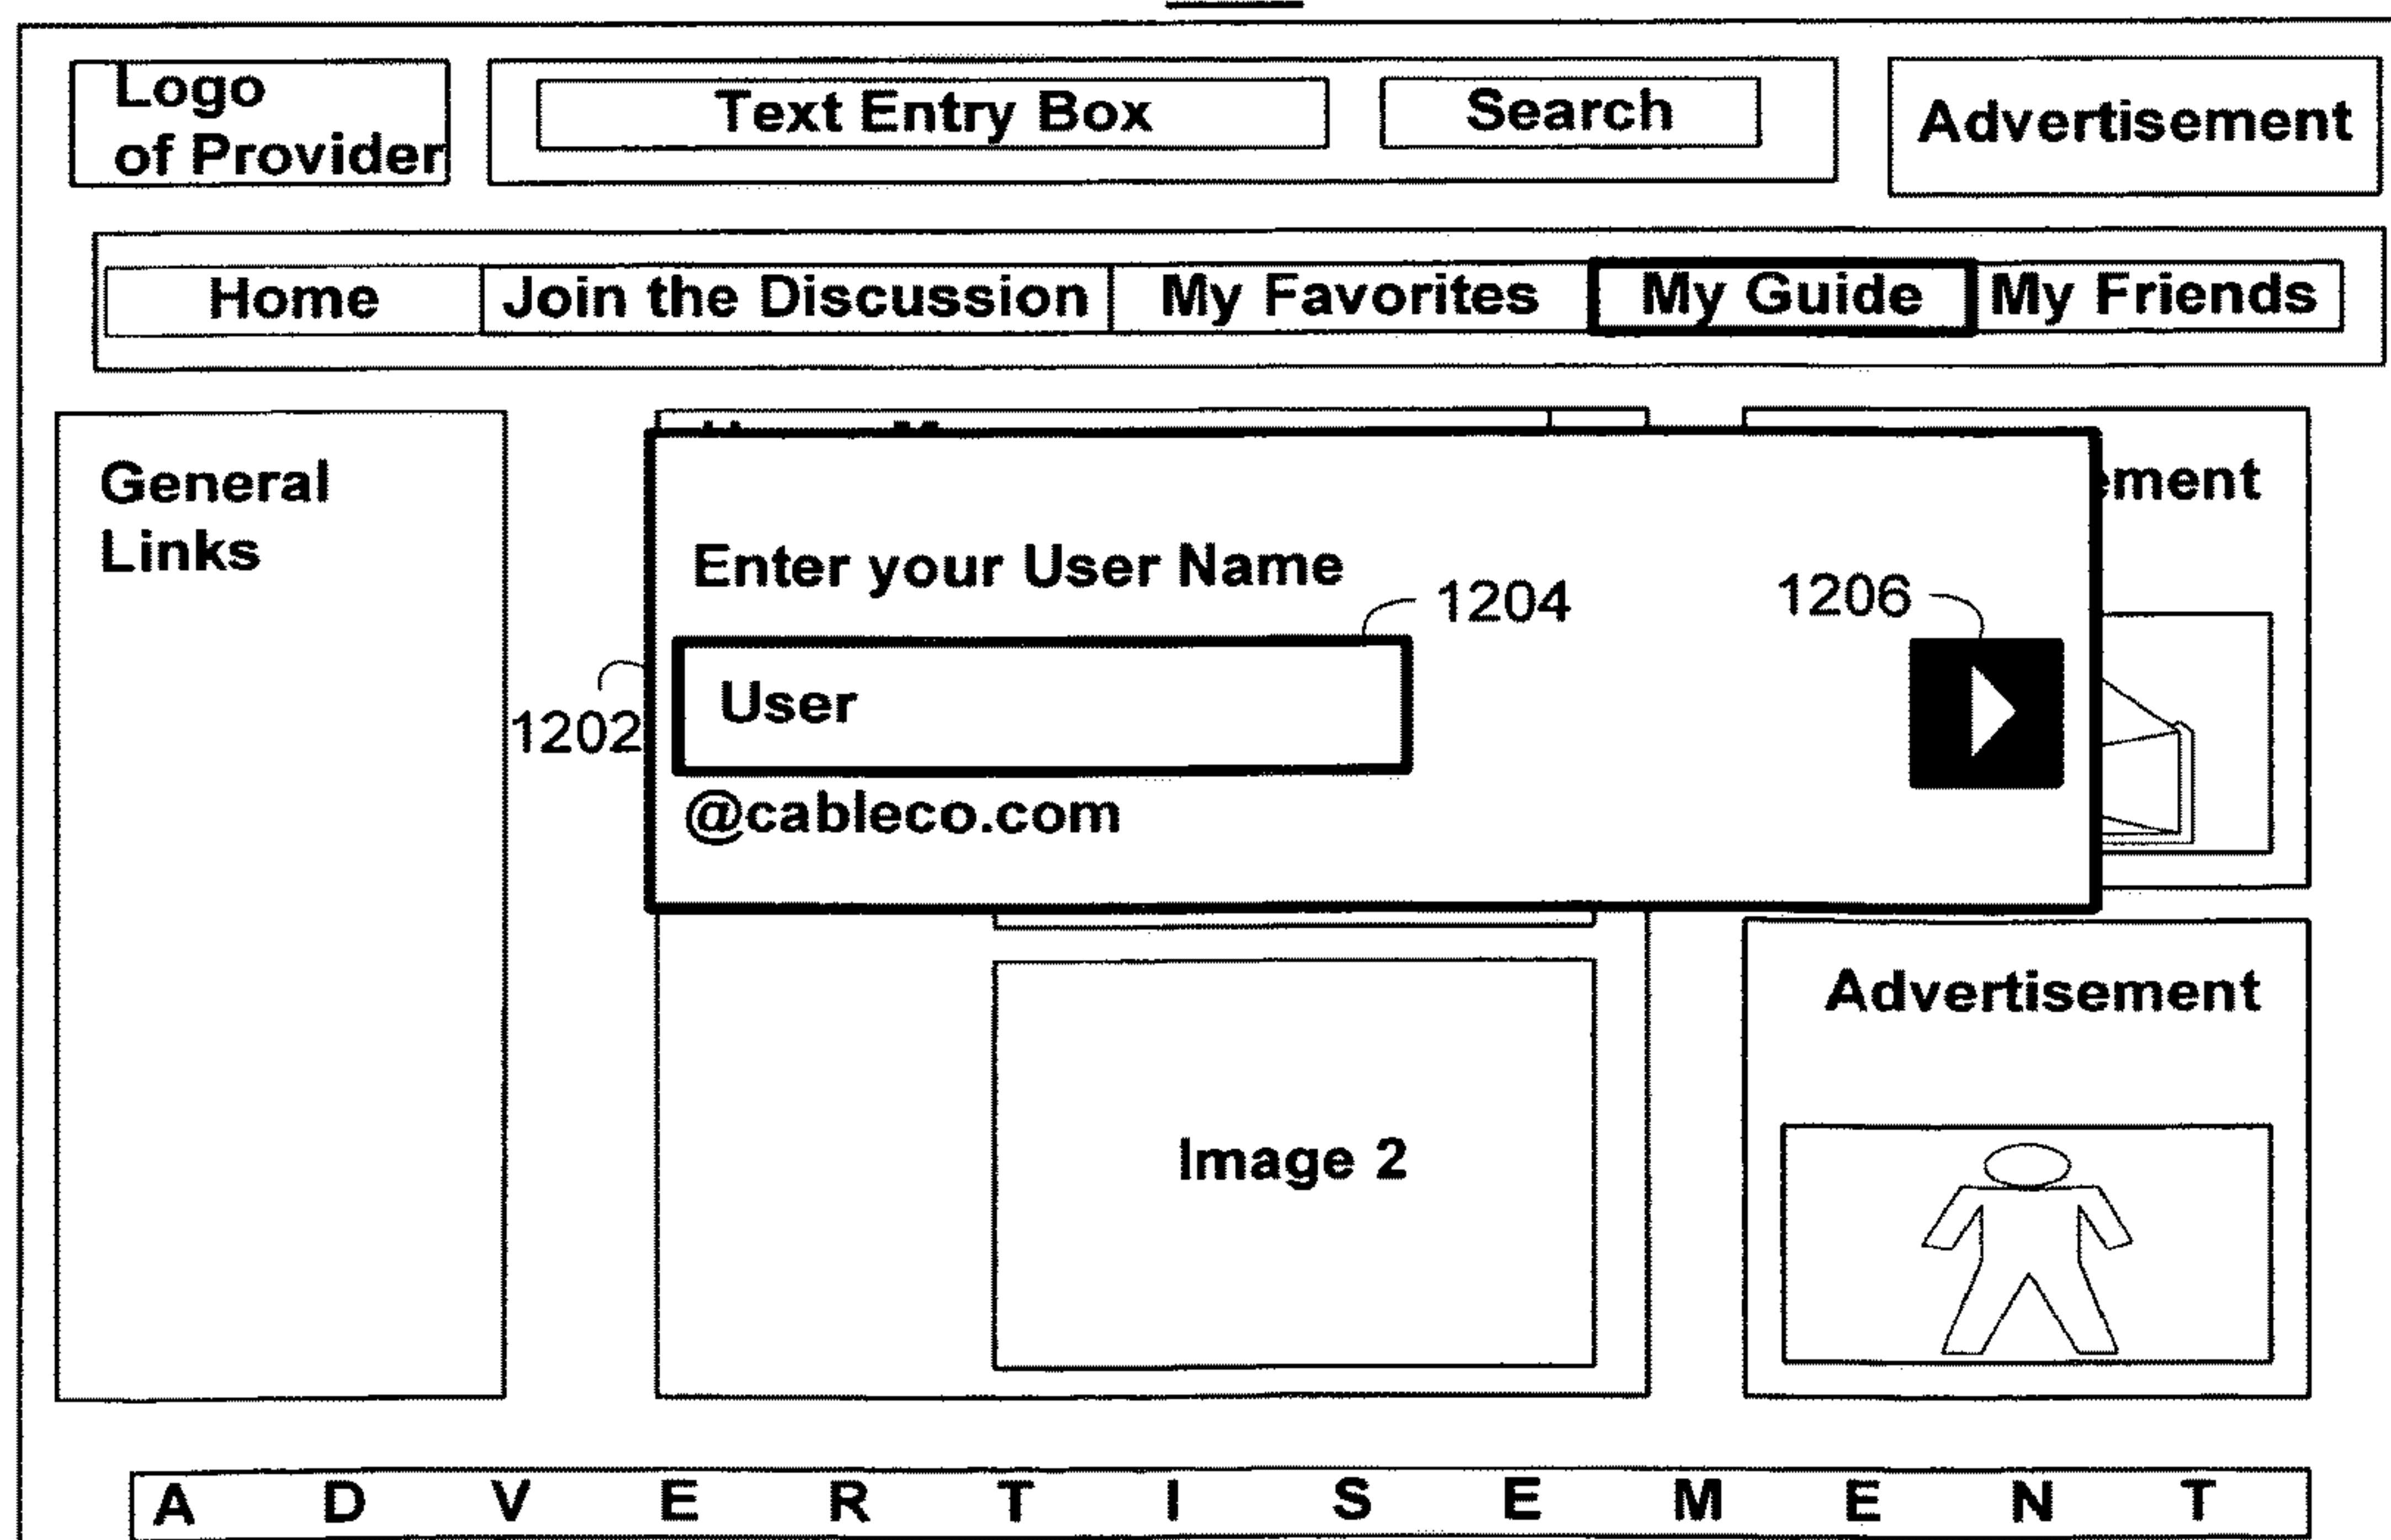 Logo
of Provider
Text Entry Box
Search
Advertisement
Home
Join the Discussion
My Favorites
My Guide
My Friends
General
Links
ement
Enter your User Name
1204
1206
1202
User
@cableco.com
Advertisement
Image 2
A D V E R T I S E M E N T